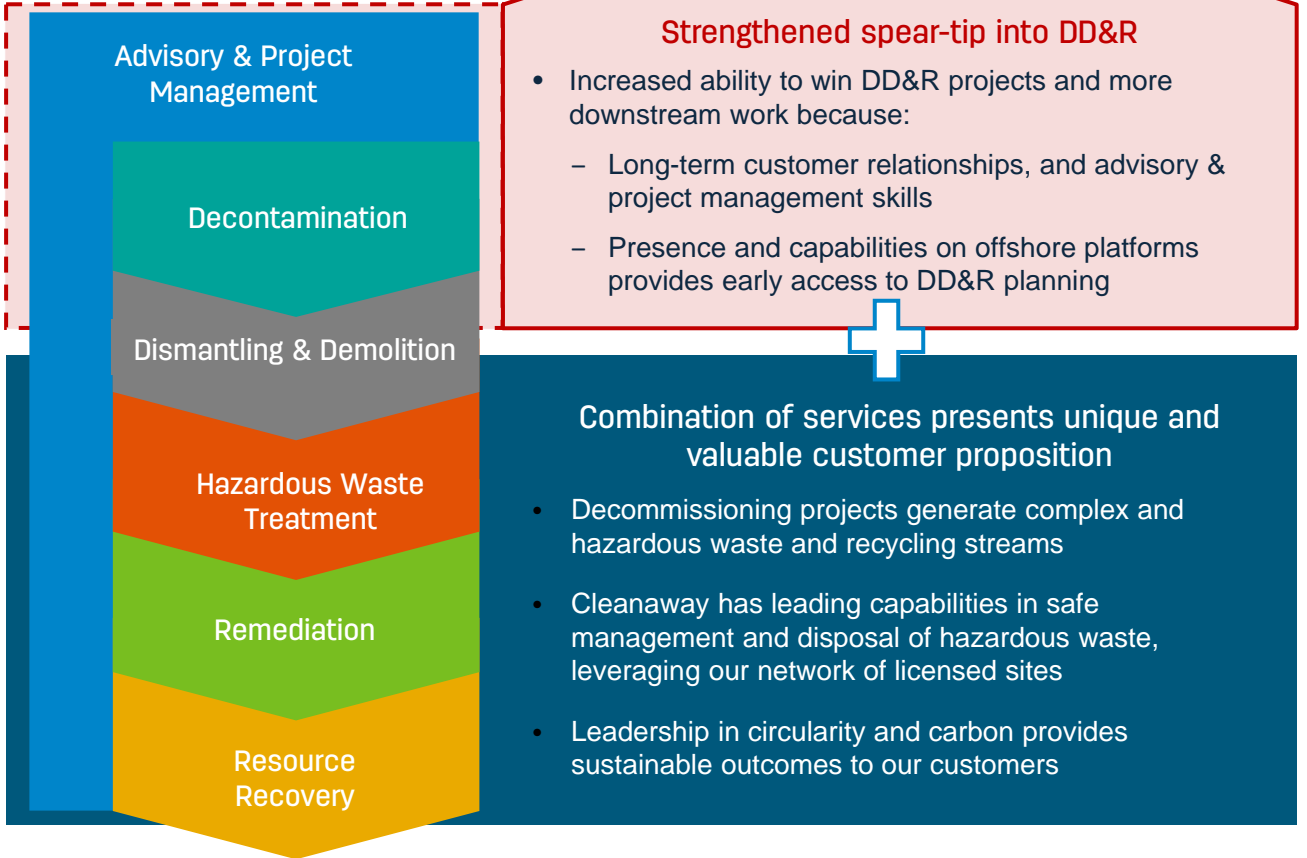 Advisory & Project
Management
Decontamination
Dismantling & Demolition
Hazardous Waste
Treatment
Remediation
Resource
Recovery
Strengthened spear-tip into DD&R
• Increased ability to win DD&R projects and more
downstream work because:
– Long-term customer relationships, and advisory &
project management skills
– Presence and capabilities on offshore platforms
provides early access to DD&R planning
Combination of services presents unique and
valuable customer proposition
• Decommissioning projects generate complex and
hazardous waste and recycling streams
• Cleanaway has leading capabilities in safe
management and disposal of hazardous waste,
leveraging our network of licensed sites
• Leadership in circularity and carbon provides
sustainable outcomes to our customers